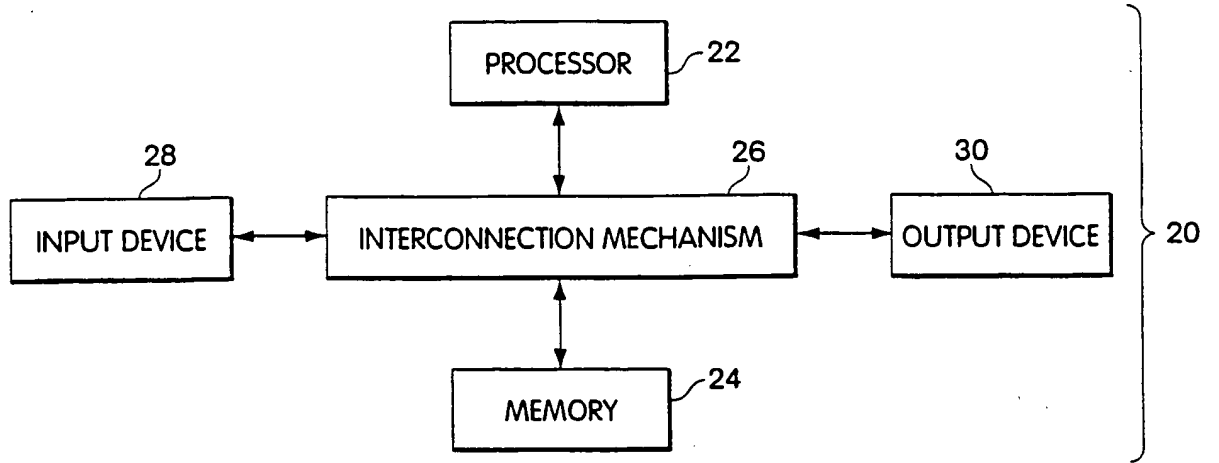 PROCESSOR
22
28
26
30
INPUT DEVICE
INTERCONNECTION MECHANISM
OUTPUT DEVICE
20
MEMORY
24